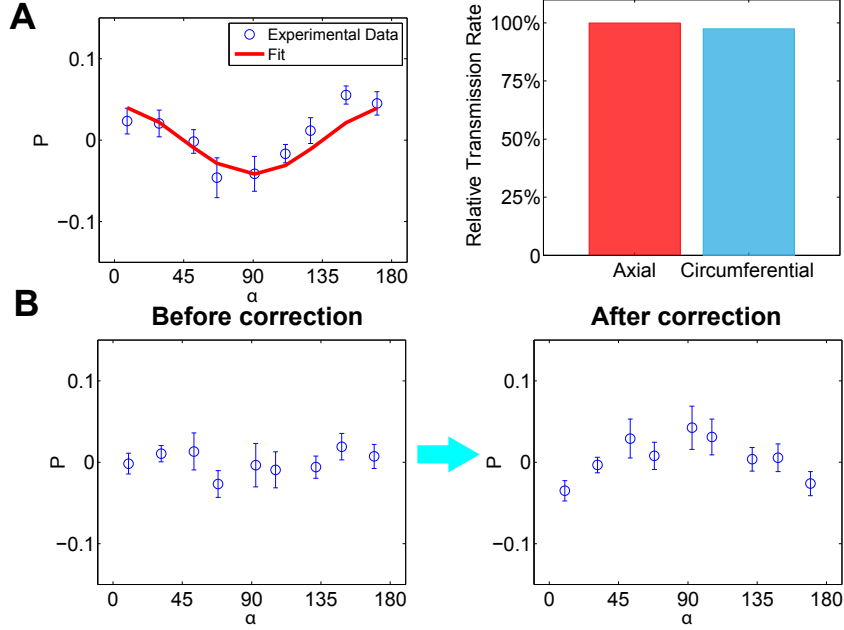 A
0.1
0
−0.1
P
0 45 90 135 180
α
Experimental Data
Fit
100%
75%
50%
25%
0
Relative Transmission Rate
Axial Circumferential
B
Before correction
0.1
0
−0.1
P
0 45 90 135 180
α
After correction
0.1
0
−0.1
P
0 45 90 135 180
α